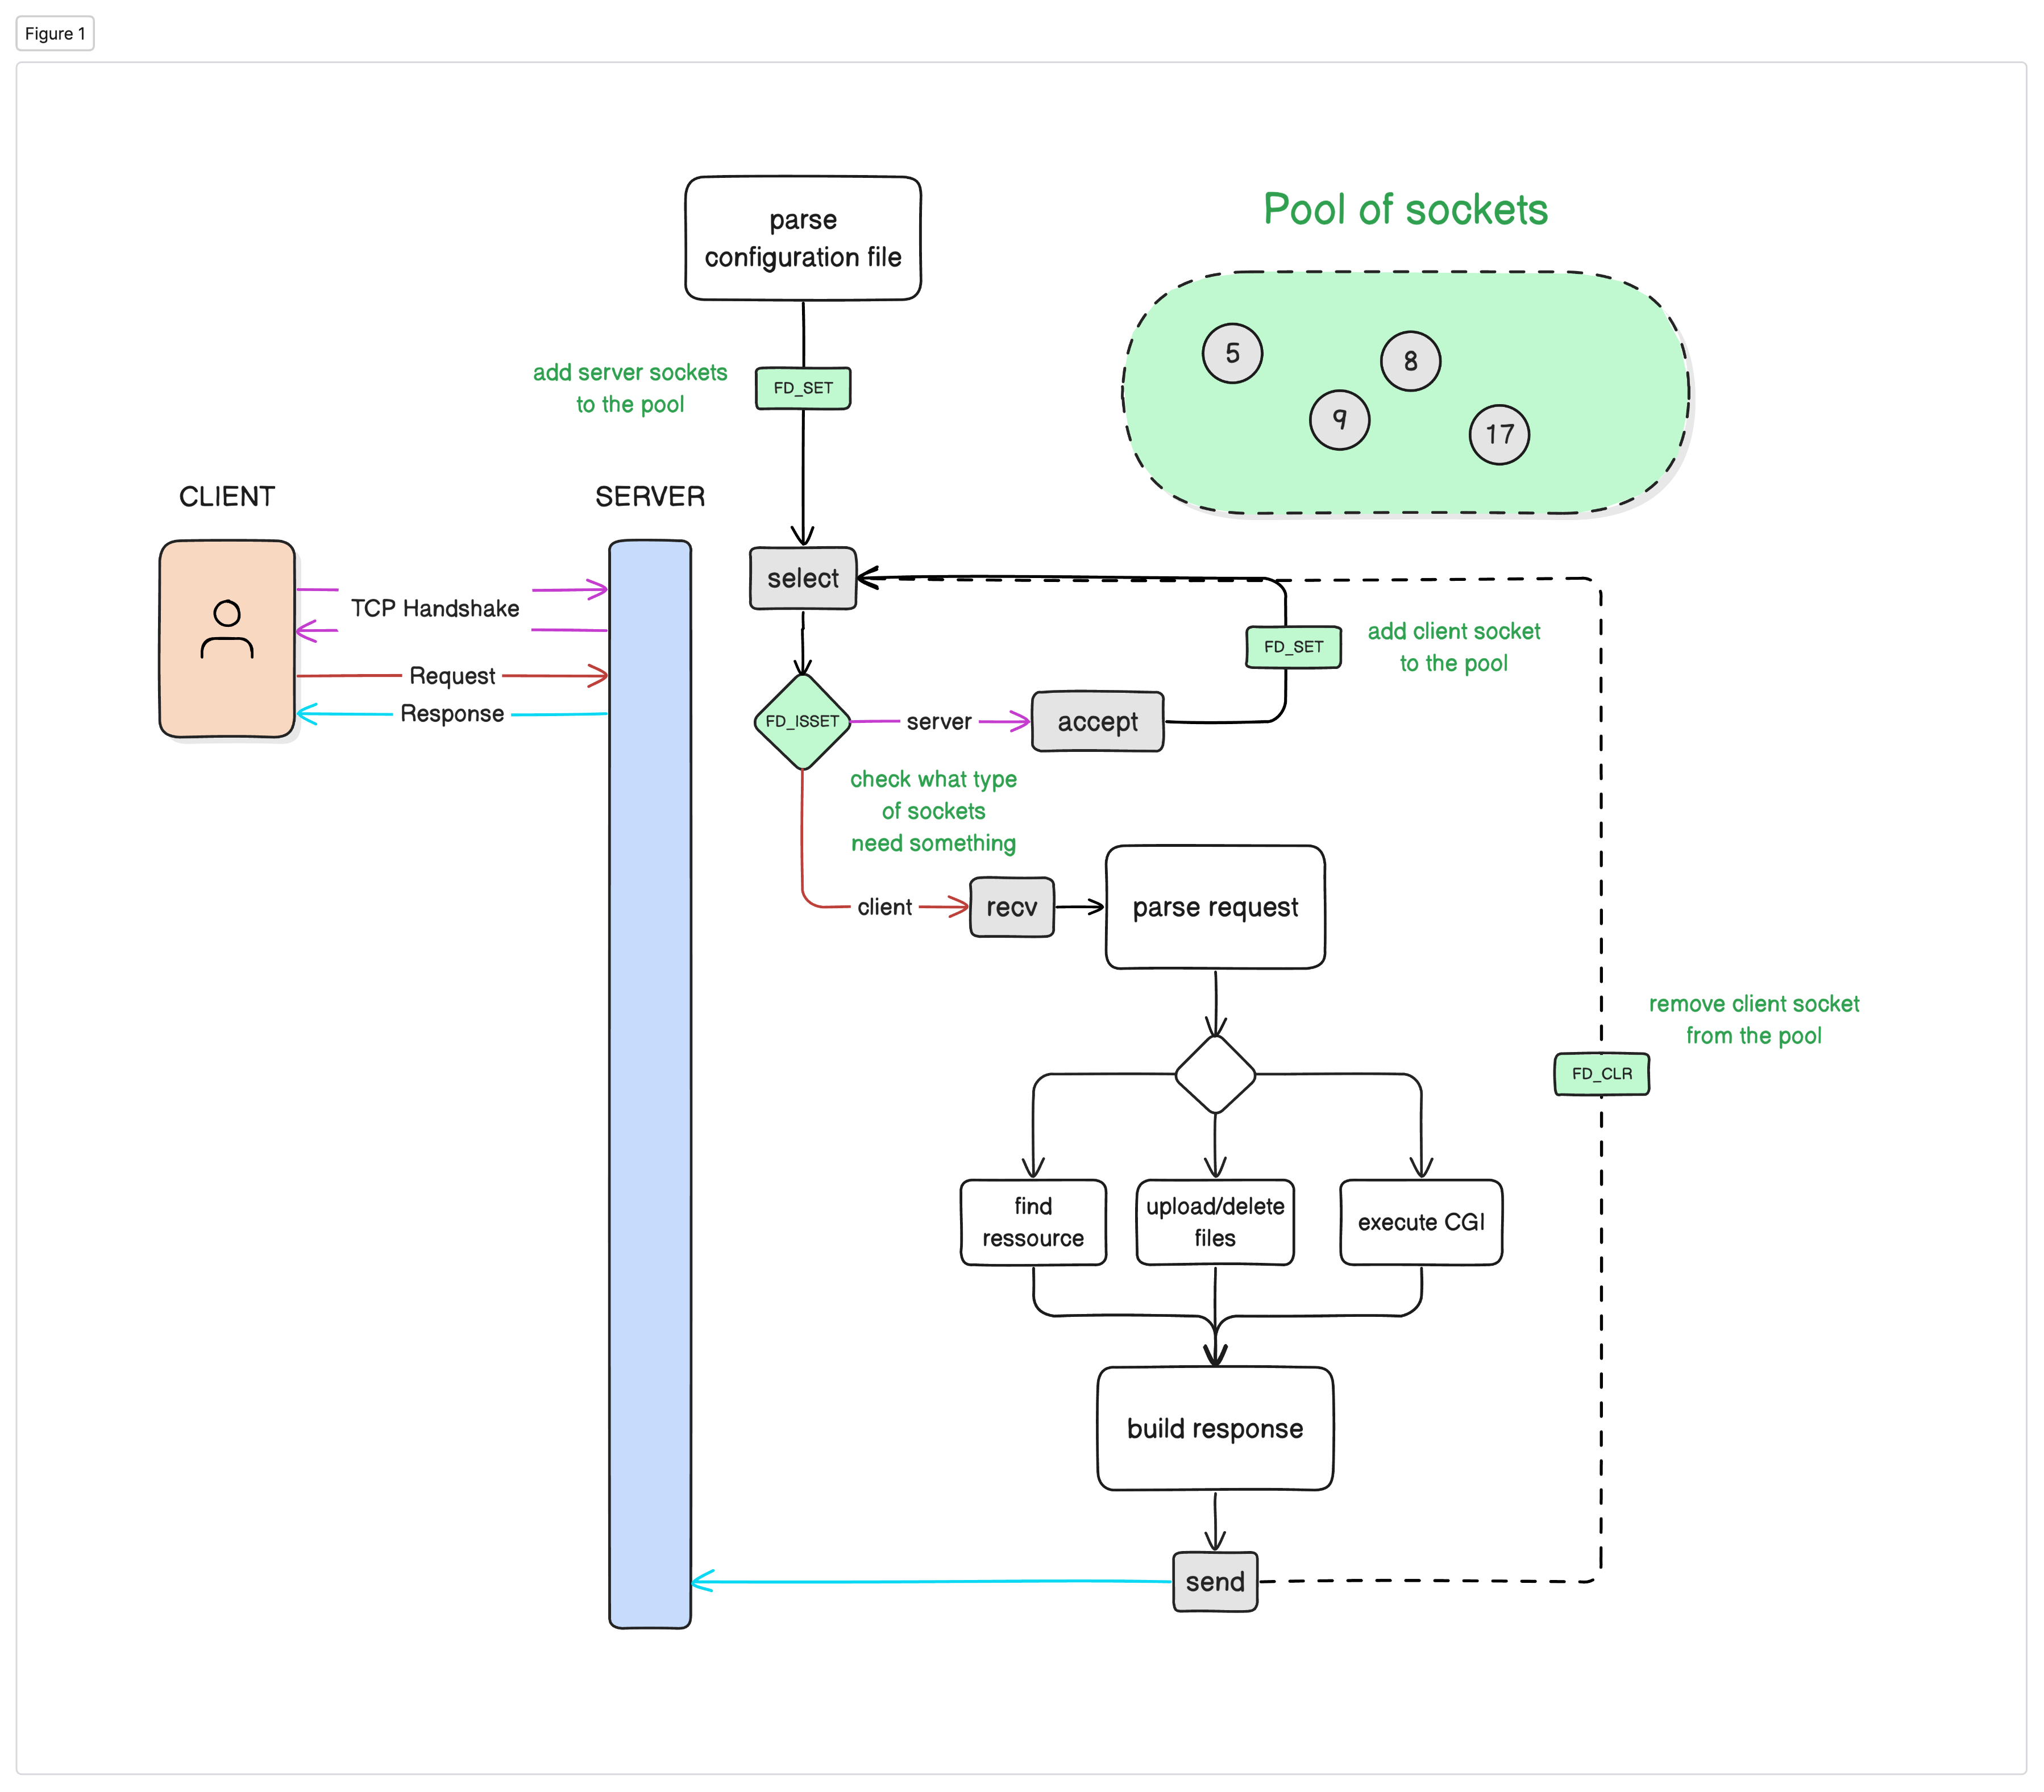 Figure 1
parse
configuration file
Pool of sockets
5
8
9
17
add server sockets
to the pool
FD_SET
CLIENT
SERVER
select
TCP Handshake
Request
Response
FD_SET
add client socket
to the pool
FD_ISSET
server
accept
check what type
of sockets
need something
client
recv
parse request
remove client socket
from the pool
FD_CLR
find
ressource
upload/delete
files
execute CGI
build response
send